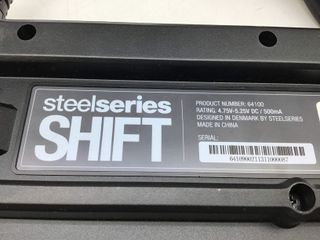 steelseries
SHIFT
PRODUCT NUMBER: 64100
RATING: 4.75V-5.25V DC / 500mA
DESIGNED IN DENMARK BY STEELSERIES
MADE IN CHINA
SERIAL:
6410900211311000087